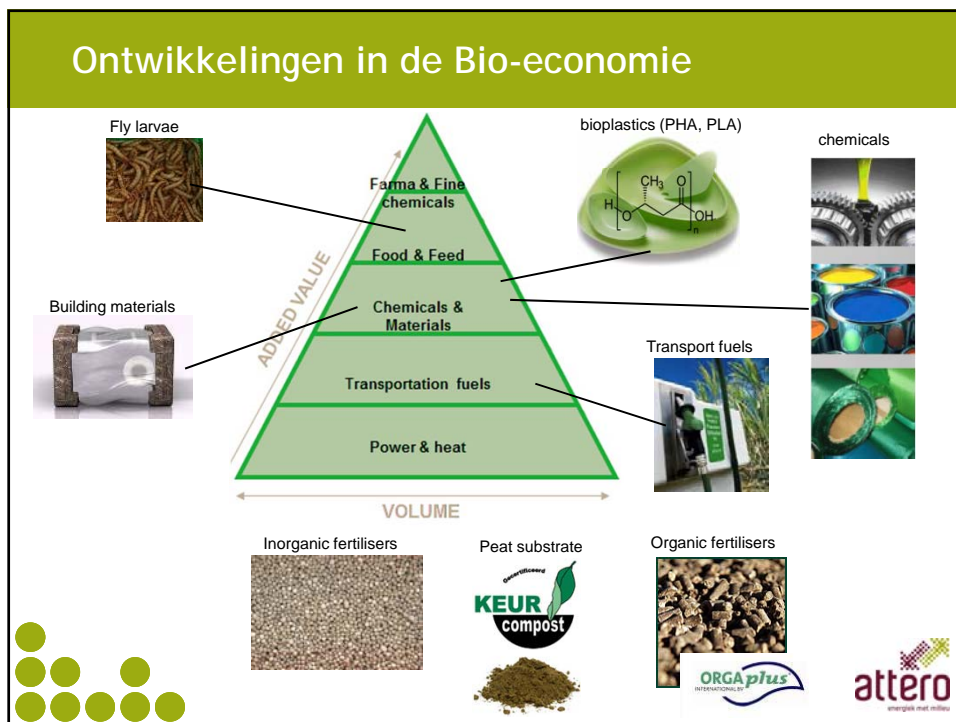 Ontwikkelingen in de Bio-economie
Fly larvae
bioplastics (PHA, PLA)
chemicals
CH₃
O
H
O
OH
n
Farma & Fine
chemicals
Food & Feed
ADDED VALUE
Building materials
Chemicals &
Materials
Transport fuels
Transportation fuels
Power & heat
VOLUME
Inorganic fertilisers
Peat substrate
Organic fertilisers
Gecertificeerd
KEUR
compost
ORGAplus
INTERNATIONAL BV
attero
energiek met milieu